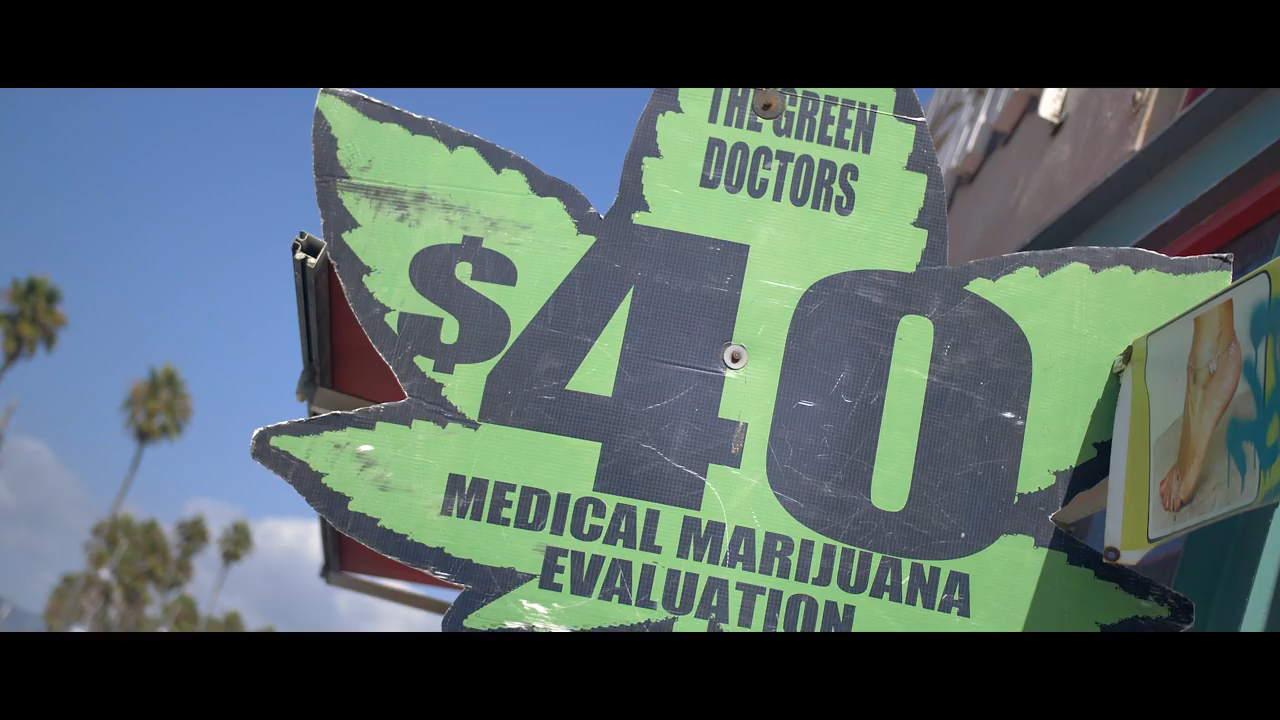 THE GREEN
DOCTORS
$40
MEDICAL MARIJUANA
EVALUATION